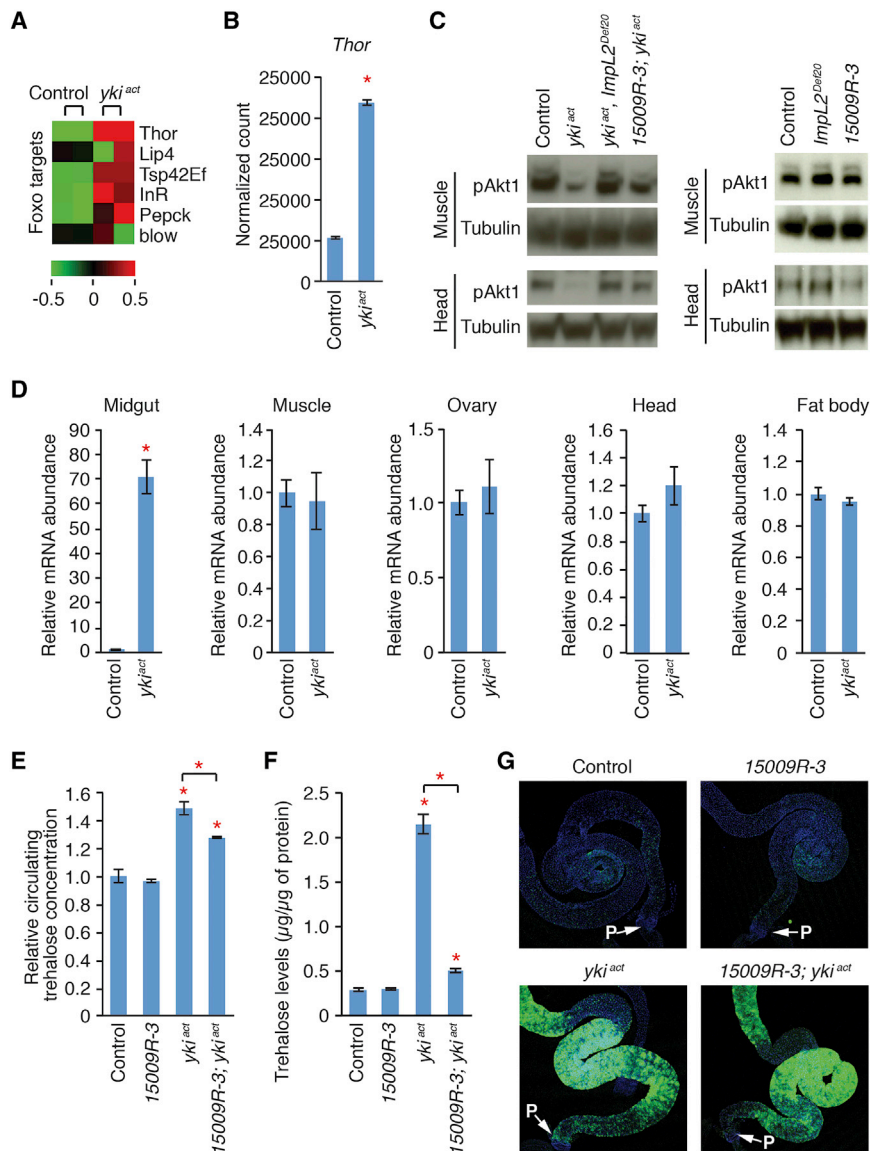 A
Control yki act
Foxo targets
Thor
Lip4
Tsp42Ef
InR
Pepck
blow
-0.5 0 0.5
B
Thor
*
Normalized count
25000
25000
25000
25000
25000
0
Control
yki act
C
Control
yki act
yki act, ImpL2 Def20
15009R-3; yki act
Muscle
pAkt1
Tubulin
Head
pAkt1
Tubulin
Control
ImpL2 Def20
15009R-3
Muscle
pAkt1
Tubulin
Head
pAkt1
Tubulin
D
Midgut
Relative mRNA abundance
90
80
70
60
50
40
30
20
10
0
*
Control
yki act
Muscle
Relative mRNA abundance
1.4
1.2
1.0
0.8
0.6
0.4
0.2
0
Control
yki act
Ovary
Relative mRNA abundance
1.5
1.0
0.5
0
Control
yki act
Head
Relative mRNA abundance
1.6
1.4
1.2
1.0
0.8
0.6
0.4
0.2
0
Control
yki act
Fat body
Relative mRNA abundance
1.4
1.2
1.0
0.8
0.6
0.4
0.2
0
Control
yki act
E
Relative circulating
trehalose concentration
1.6
1.4
1.2
1.0
0.8
0.6
0.4
0.2
0
*
* *
Control
15009R-3
yki act
15009R-3; yki act
F
Trehalose levels (µg/µg of protein)
2.5
2.0
1.5
1.0
0.5
0
*
*
*
Control
15009R-3
yki act
15009R-3; yki act
G
Control
P
15009R-3
P
yki act
P
15009R-3; yki act
P